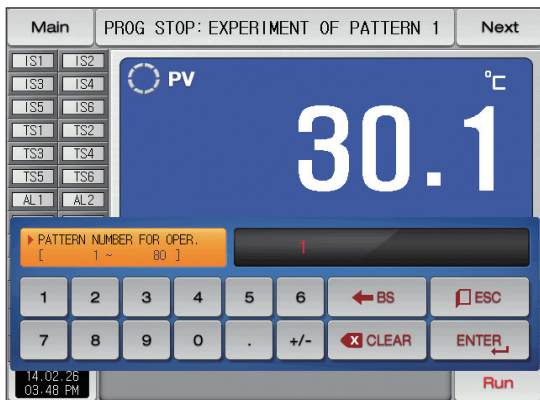 Main PROG STOP: EXPERIMENT OF PATTERN 1 Next
IS1 IS2
IS3 IS4
IS5 IS6
TS1 TS2
TS3 TS4
TS5 TS6
AL1 AL2
PV ℃
30.1
PATTERN NUMBER FOR OPER.
[ 1 ~ 80 ]
1
1 2 3 4 5 6 BS ESC
7 8 9 0 . +/- CLEAR ENTER
14.02.26
03:48 PM
Run